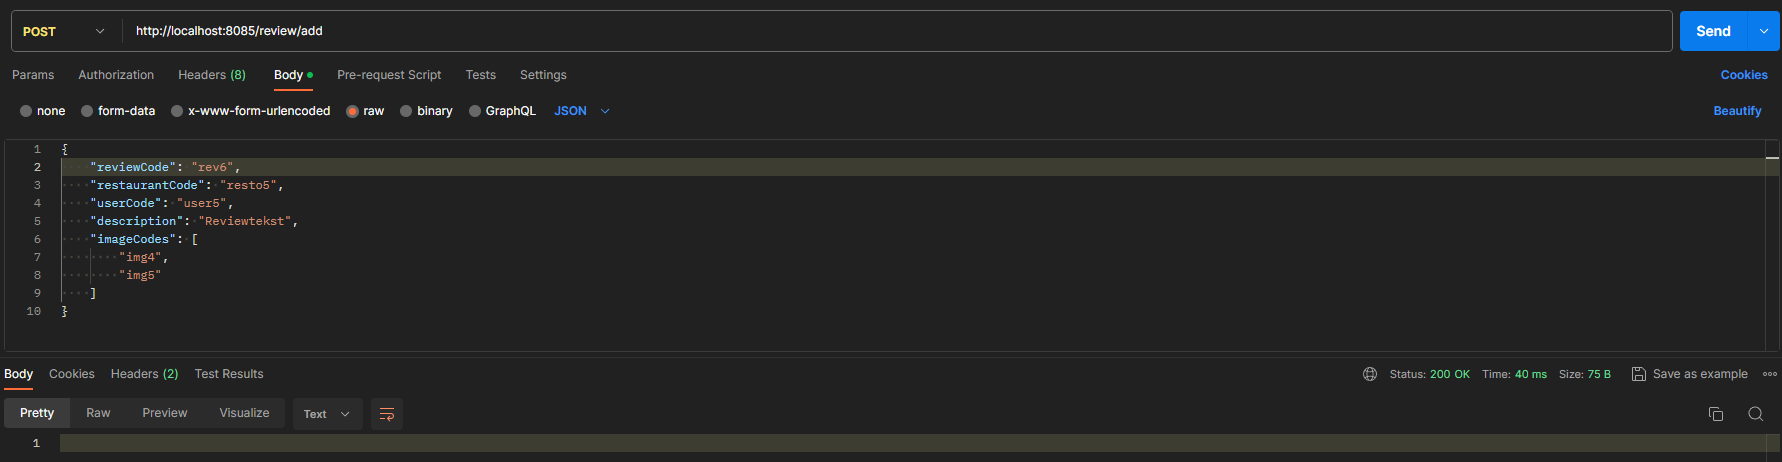 POST http://localhost:8085/review/add Send
Params Authorization Headers (8) Body Pre-request Script Tests Settings Cookies
none form-data x-www-form-urlencoded raw binary GraphQL JSON Beautify
1 {
2 "reviewCode": "rev6",
3 "restaurantCode": "resto5",
4 "userCode": "user5",
5 "description": "Reviewtekst",
6 "imageCodes": [
7 "img4",
8 "img5"
9 ]
10 }
Body Cookies Headers (2) Test Results Status: 200 OK Time: 40 ms Size: 75 B Save as example
Pretty Raw Preview Visualize Text
1